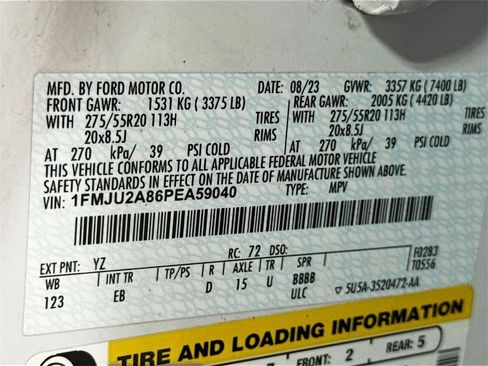 MFD. BY FORD MOTOR CO.
DATE: 08/23 GVWR: 3357 KG (7400 LB)
FRONT GAWR: 1531 KG (3375 LB) REAR GAWR: 2005 KG (4420 LB)
WITH 275/55R20 113H TIRES WITH 275/55R20 113H TIRES
20x8.5J RIMS 20x8.5J RIMS
AT 270 kPa/ 39 PSI COLD AT 270 kPa/ 39 PSI COLD
THIS VEHICLE CONFORMS TO ALL APPLICABLE FEDERAL MOTOR VEHICLE
SAFETY STANDARDS IN EFFECT ON THE DATE OF MANUFACTURE SHOWN ABOVE.
VIN: 1FMJU2A86PEA59040 TYPE: MPV
EXT PNT: YZ RC: 72 DSO: F0283
WB INT TR TP/PS R AXLE TR SPR T0556
123 EB D 15 U BBBB
ULC 5U5A-3520472-AA
TIRE AND LOADING INFORMATION
FRONT: 2 REAR: 5